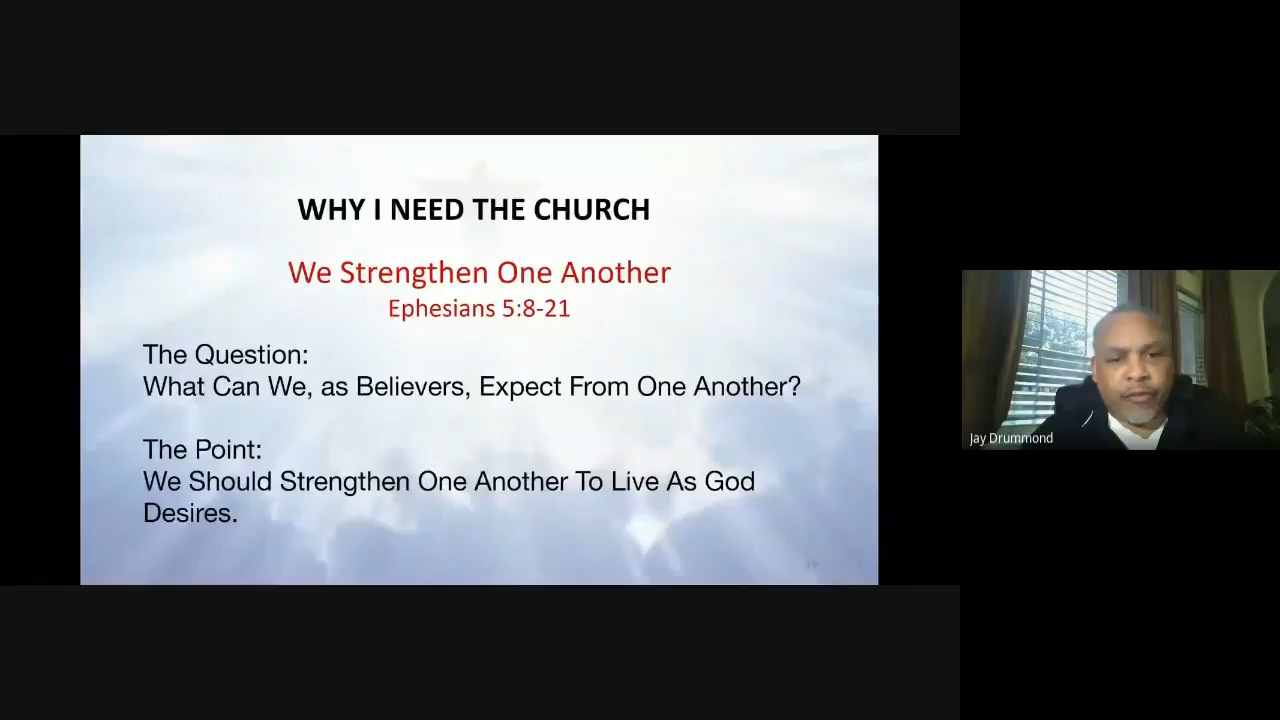 WHY I NEED THE CHURCH
We Strengthen One Another
Ephesians 5:8-21
The Question:
What Can We, as Believers, Expect From One Another?
The Point:
We Should Strengthen One Another To Live As God
Desires.
Jay Drummond